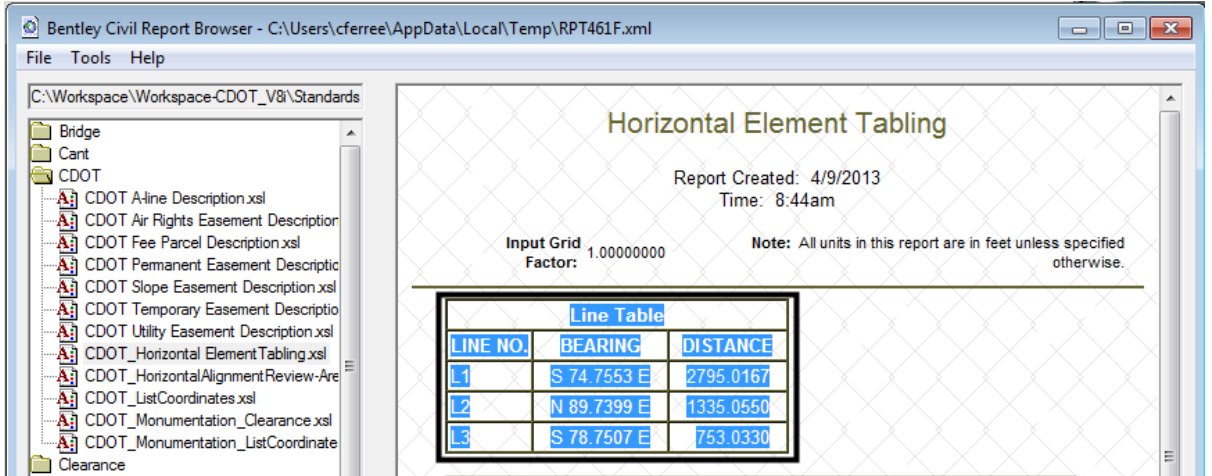 Bentley Civil Report Browser - C:\Users\cferree\AppData\Local\Temp\RPT461F.xml
File Tools Help
C:\Workspace\Workspace-CDOT_V8i\Standards
Bridge
Cant
CDOT
CDOT A-line Description.xsl
CDOT Air Rights Easement Description
CDOT Fee Parcel Description.xsl
CDOT Permanent Easement Descriptic
CDOT Slope Easement Description.xsl
CDOT Temporary Easement Descriptio
CDOT Utility Easement Description.xsl
CDOT_Horizontal ElementTabling.xsl
CDOT_HorizontalAlignmentReview-Are
CDOT_ListCoordinates.xsl
CDOT_Monumentation_Clearance.xsl
CDOT_Monumentation_ListCoordinate
Clearance
Horizontal Element Tabling
Report Created: 4/9/2013
Time: 8:44am
Input Grid Factor: 1.00000000
Note: All units in this report are in feet unless specified
otherwise.
Line Table
LINE NO. BEARING DISTANCE
L1 S 74.7553 E 2795.0167
L2 N 89.7399 E 1335.0550
L3 S 78.7507 E 753.0330